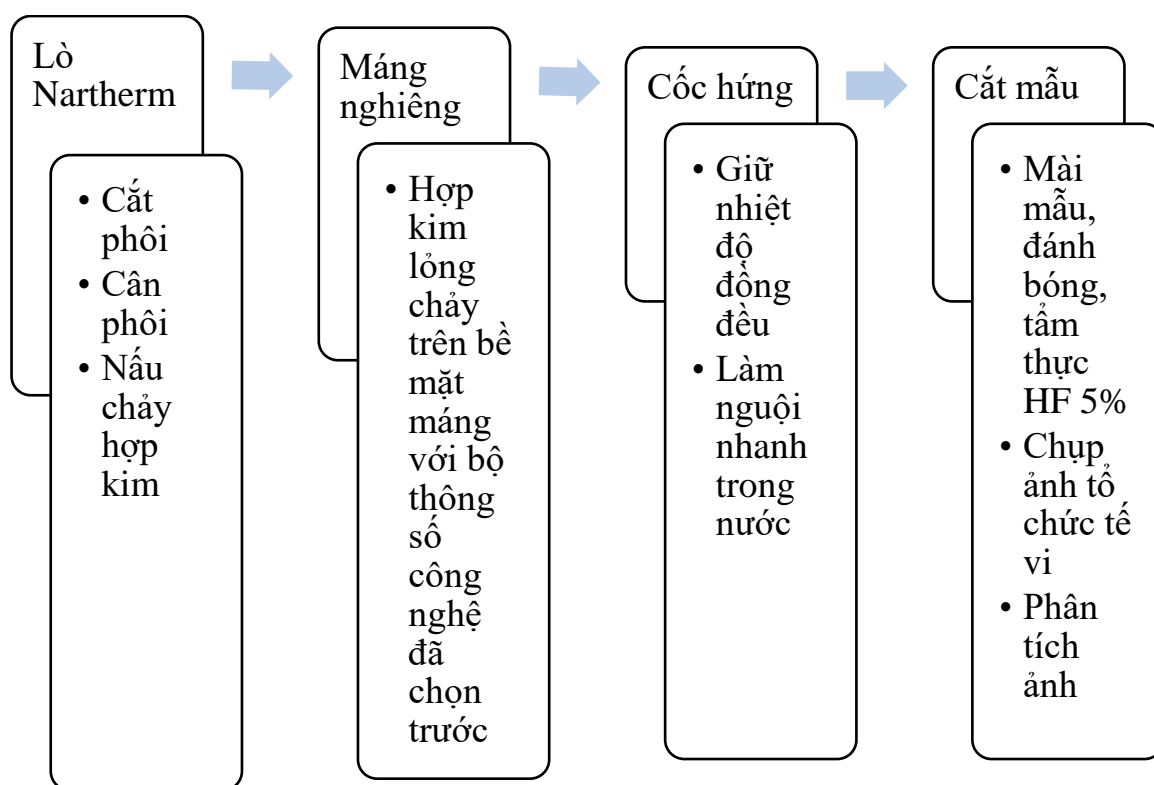 Lò
Nartherm
• Cắt
phôi
• Cân
phôi
• Nấu
chảy
hợp
kim
Máng
nghiêng
• Hợp
kim
lỏng
chảy
trên bề
mặt
máng
với bộ
thông
số
công
nghệ
đã
chọn
trước
Cốc hứng
• Giữ
nhiệt
độ
đồng
đều
• Làm
nguội
nhanh
trong
nước
Cắt mẫu
• Mài
mẫu,
đánh
bóng,
tẩm
thực
HF 5%
• Chụp
ảnh tổ
chức tế
vi
• Phân
tích
ảnh